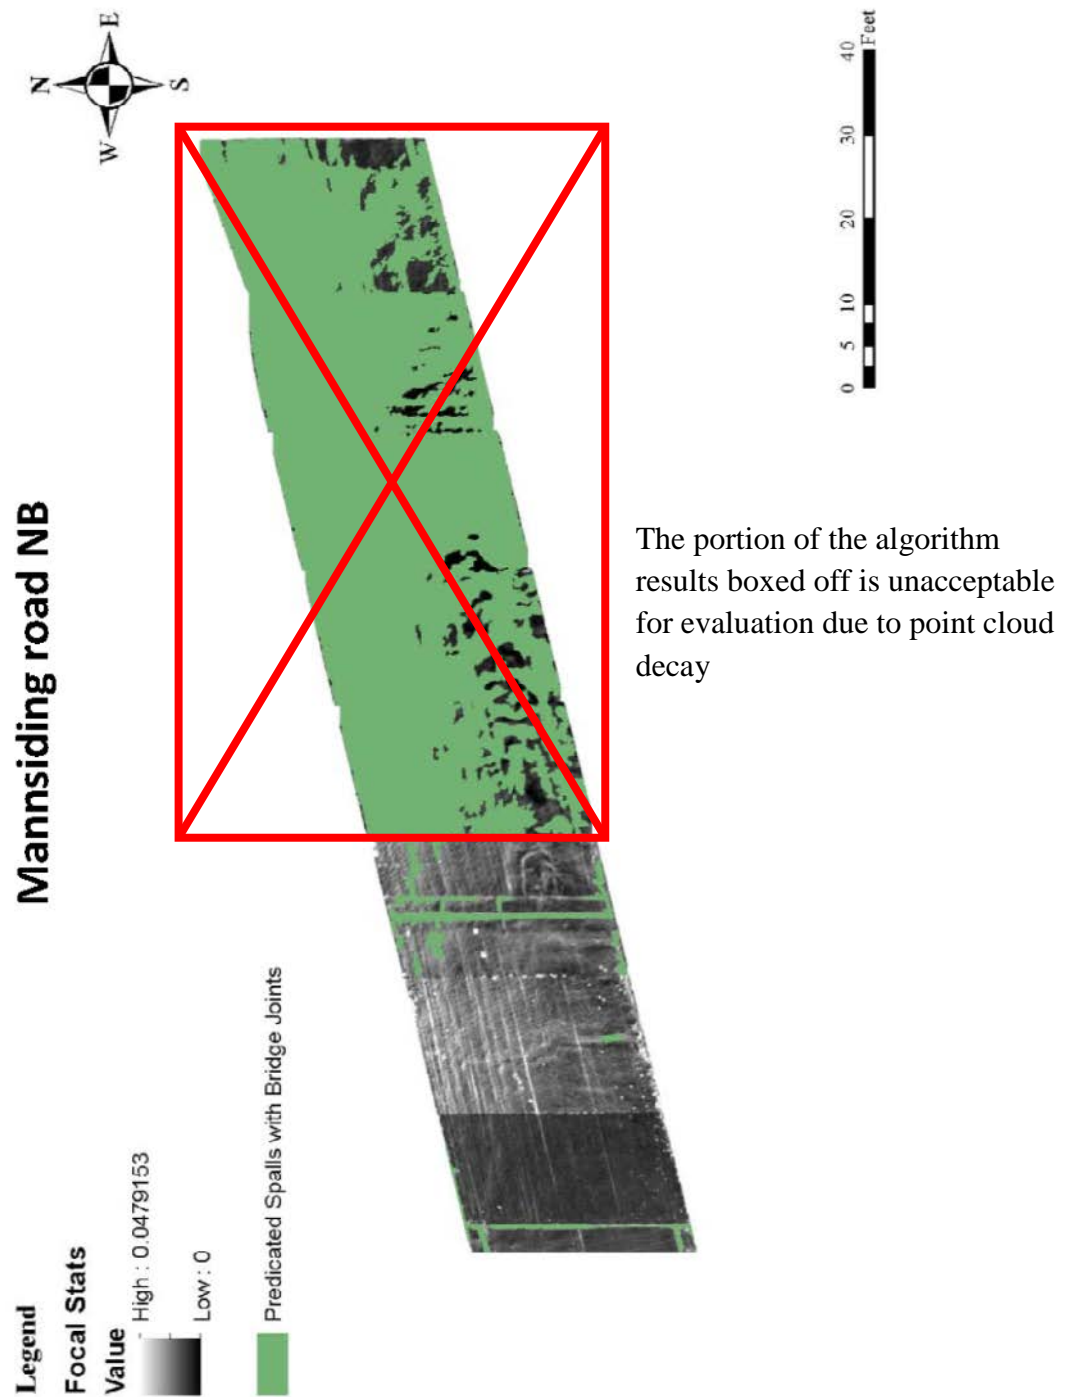 Mannsiding road NB
N
W
E
S
Legend
Focal Stats
Value
High : 0.0479153
Low : 0
Predicated Spalls with Bridge Joints
0 5 10 20 30 40
Feet
The portion of the algorithm
results boxed off is unacceptable
for evaluation due to point cloud
decay